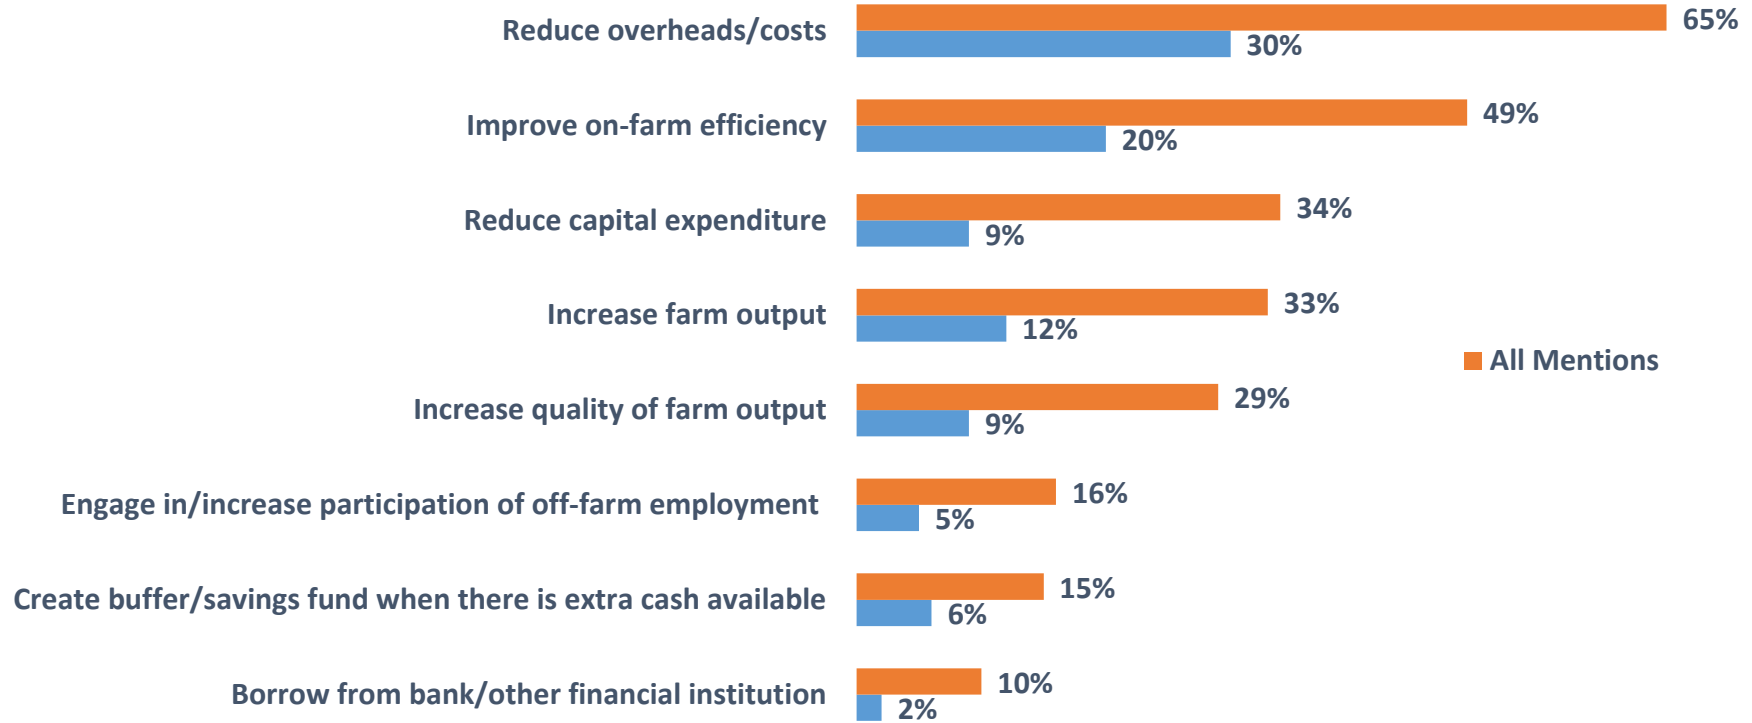 Reduce overheads/costs
65%
30%
Improve on-farm efficiency
49%
20%
Reduce capital expenditure
34%
9%
Increase farm output
33%
12%
All Mentions
Increase quality of farm output
29%
9%
Engage in/increase participation of off-farm employment
16%
5%
Create buffer/savings fund when there is extra cash available
15%
6%
Borrow from bank/other financial institution
10%
2%